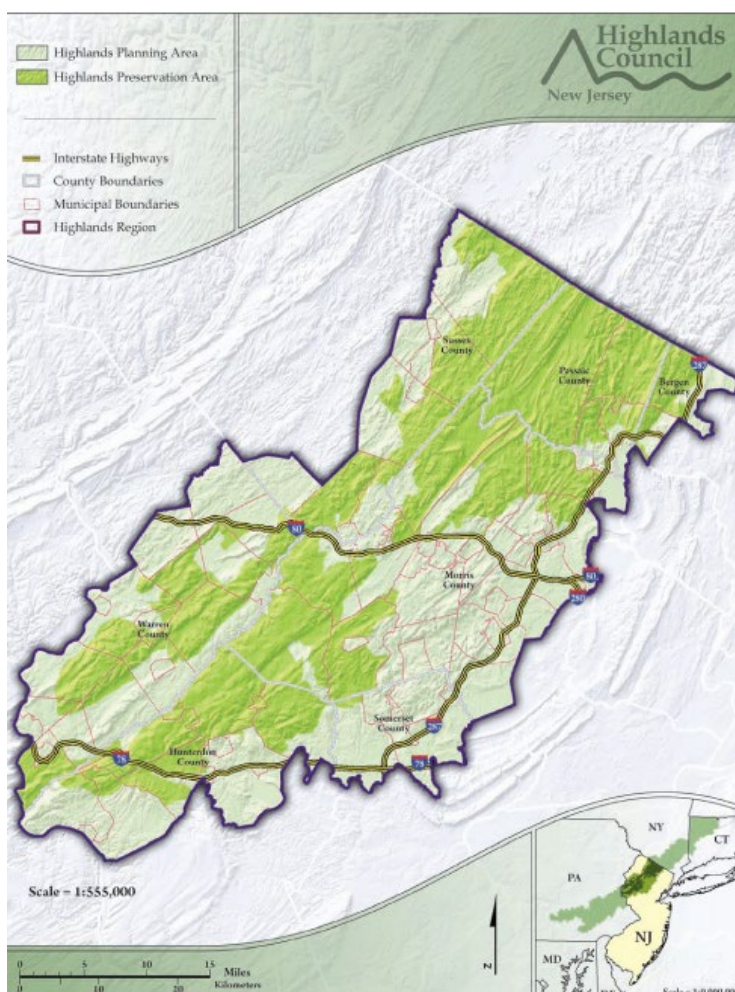 Highlands Planning Area
Highlands Preservation Area
Highlands
Council
New Jersey
Interstate Highways
County Boundaries
Municipal Boundaries
Highlands Region
Sussex
County
Passaic
County
Bergen
County
287
80
Morris
County
80
280
Warren
County
Somerset
County
287
Hunterdon
County
78
78
Scale = 1:555,000
NY
CT
PA
NJ
MD
N
0 5 10 15
Miles
Kilometers
0 10 20